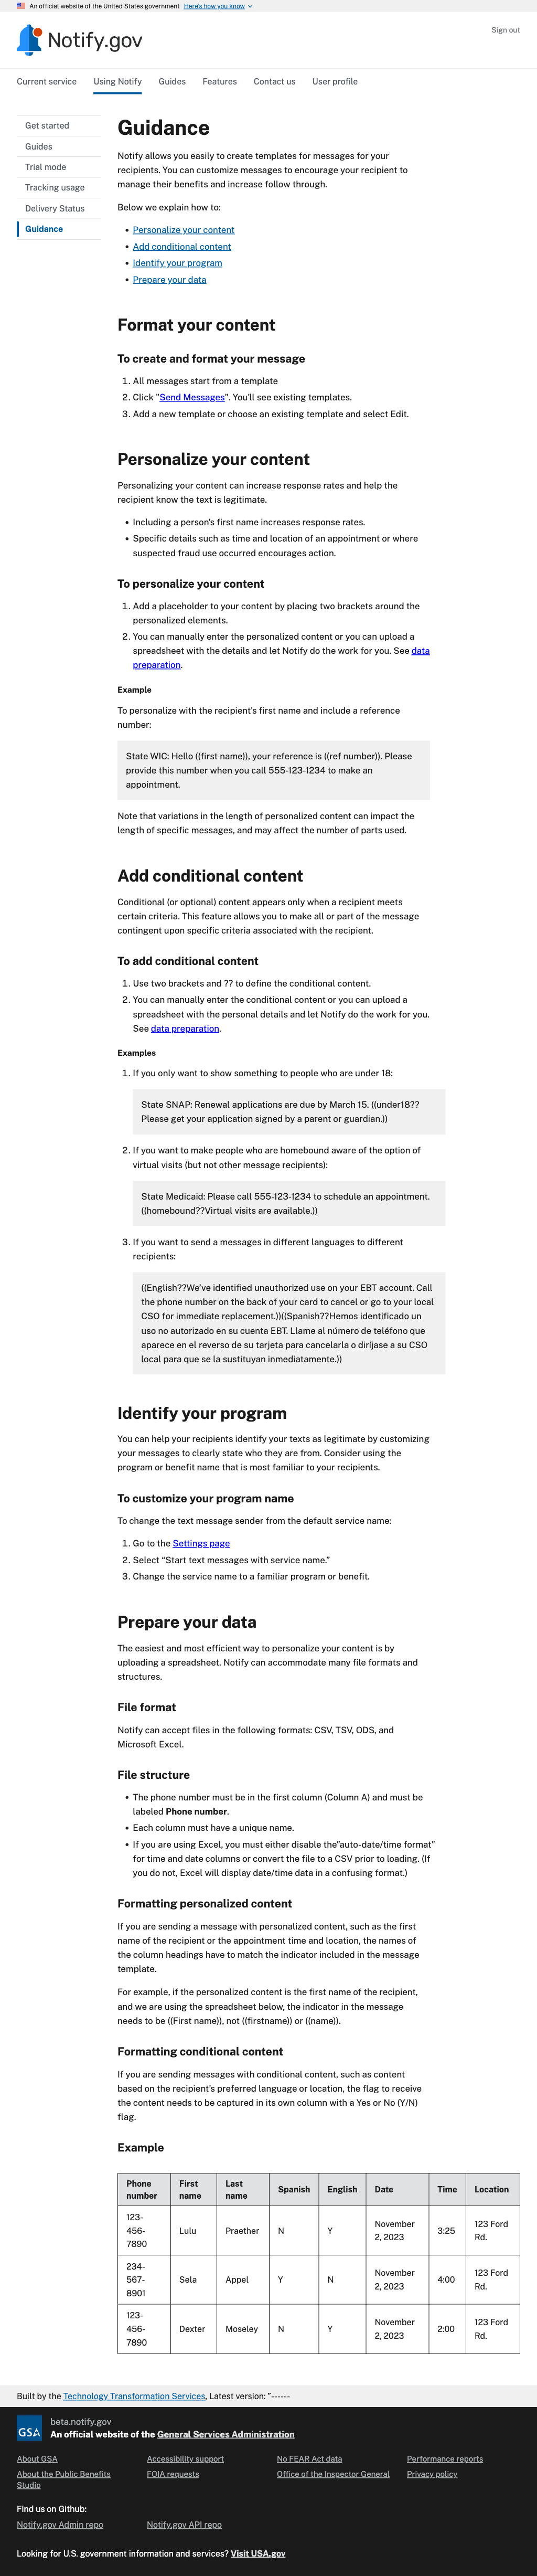 An official website of the United States government Here's how you know
Notify.gov
Sign out
Current service Using Notify Guides Features Contact us User profile
Get started
Guides
Trial mode
Tracking usage
Delivery Status
Guidance
Guidance
Notify allows you easily to create templates for messages for your
recipients. You can customize messages to encourage your recipient to
manage their benefits and increase follow through.
Below we explain how to:
• Personalize your content
• Add conditional content
• Identify your program
• Prepare your data
Format your content
To create and format your message
1. All messages start from a template
2. Click "Send Messages". You'll see existing templates.
3. Add a new template or choose an existing template and select Edit.
Personalize your content
Personalizing your content can increase response rates and help the
recipient know the text is legitimate.
• Including a person's first name increases response rates.
• Specific details such as time and location of an appointment or where
suspected fraud use occurred encourages action.
To personalize your content
1. Add a placeholder to your content by placing two brackets around the
personalized elements.
2. You can manually enter the personalized content or you can upload a
spreadsheet with the details and let Notify do the work for you. See data
preparation.
Example
To personalize with the recipient's first name and include a reference
number:
State WIC: Hello ((first name)), your reference is ((ref number)). Please
provide this number when you call 555-123-1234 to make an
appointment.
Note that variations in the length of personalized content can impact the
length of specific messages, and may affect the number of parts used.
Add conditional content
Conditional (or optional) content appears only when a recipient meets
certain criteria. This feature allows you to make all or part of the message
contingent upon specific criteria associated with the recipient.
To add conditional content
1. Use two brackets and ?? to define the conditional content.
2. You can manually enter the conditional content or you can upload a
spreadsheet with the personal details and let Notify do the work for you.
See data preparation.
Examples
1. If you only want to show something to people who are under 18:
State SNAP: Renewal applications are due by March 15. ((under18??
Please get your application signed by a parent or guardian.))
2. If you want to make people who are homebound aware of the option of
virtual visits (but not other message recipients):
State Medicaid: Please call 555-123-1234 to schedule an appointment.
((homebound??Virtual visits are available.))
3. If you want to send a messages in different languages to different
recipients:
((English??We've identified unauthorized use on your EBT account. Call
the phone number on the back of your card to cancel or go to your local
CSO for immediate replacement.))((Spanish??Hemos identificado un
uso no autorizado en su cuenta EBT. Llame al número de teléfono que
aparece en el reverso de su tarjeta para cancelarla o diríjase a su CSO
local para que se la sustituyan inmediatamente.))
Identify your program
You can help your recipients identify your texts as legitimate by customizing
your messages to clearly state who they are from. Consider using the
program or benefit name that is most familiar to your recipients.
To customize your program name
To change the text message sender from the default service name:
1. Go to the Settings page
2. Select “Start text messages with service name.”
3. Change the service name to a familiar program or benefit.
Prepare your data
The easiest and most efficient way to personalize your content is by
uploading a spreadsheet. Notify can accommodate many file formats and
structures.
File format
Notify can accept files in the following formats: CSV, TSV, ODS, and
Microsoft Excel.
File structure
• The phone number must be in the first column (Column A) and must be
labeled Phone number.
• Each column must have a unique name.
• If you are using Excel, you must either disable the"auto-date/time format"
for time and date columns or convert the file to a CSV prior to loading. (If
you do not, Excel will display date/time data in a confusing format.)
Formatting personalized content
If you are sending a message with personalized content, such as the first
name of the recipient or the appointment time and location, the names of
the column headings have to match the indicator included in the message
template.
For example, if the personalized content is the first name of the recipient,
and we are using the spreadsheet below, the indicator in the message
needs to be ((First name)), not ((firstname)) or ((name)).
Formatting conditional content
If you are sending messages with conditional content, such as content
based on the recipient's preferred language or location, the flag to receive
the content needs to be captured in its own column with a Yes or No (Y/N)
flag.
Example
Phone number First name Last name Spanish English Date Time Location
123-456-7890 Lulu Praether N Y November 2, 2023 3:25 123 Ford Rd.
234-567-8901 Sela Appel Y N November 2, 2023 4:00 123 Ford Rd.
123-456-7890 Dexter Moseley N Y November 2, 2023 2:00 123 Ford Rd.
Built by the Technology Transformation Services, Latest version: "------
GSA
beta.notify.gov
An official website of the General Services Administration
About GSA Accessibility support No FEAR Act data Performance reports
About the Public Benefits Studio FOIA requests Office of the Inspector General Privacy policy
Find us on Github:
Notify.gov Admin repo Notify.gov API repo
Looking for U.S. government information and services? Visit USA.gov